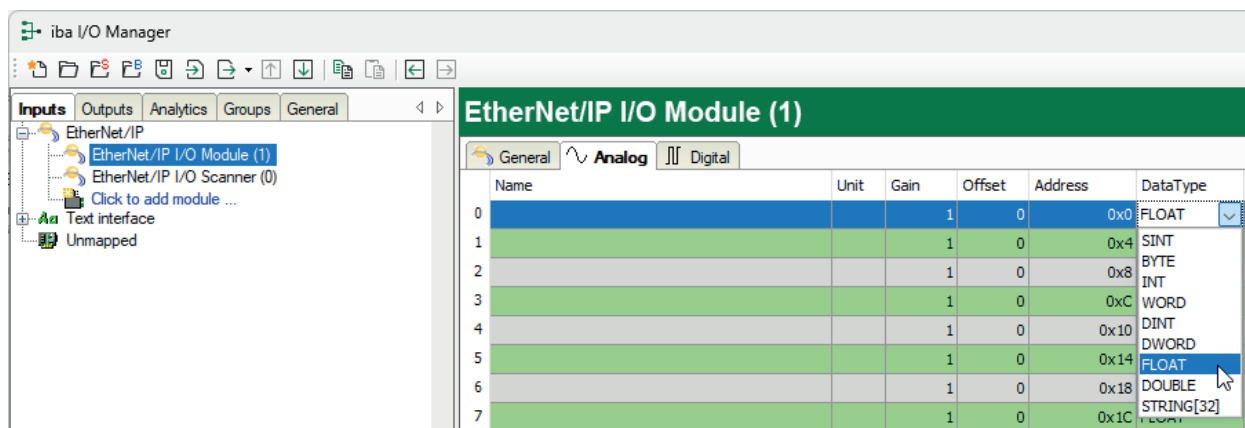 iba I/O Manager
Inputs Outputs Analytics Groups General
EtherNet/IP
EtherNet/IP I/O Module (1)
EtherNet/IP I/O Scanner (0)
Click to add module ...
Text interface
Unmapped
EtherNet/IP I/O Module (1)
General Analog Digital
Name Unit Gain Offset Address DataType
0 1 0 0x0 FLOAT
1 1 0 0x4
2 1 0 0x8
3 1 0 0xC
4 1 0 0x10
5 1 0 0x14
6 1 0 0x18
7 1 0 0x1C FLOAT
SINT
BYTE
INT
WORD
DINT
DWORD
FLOAT
DOUBLE
STRING[32]